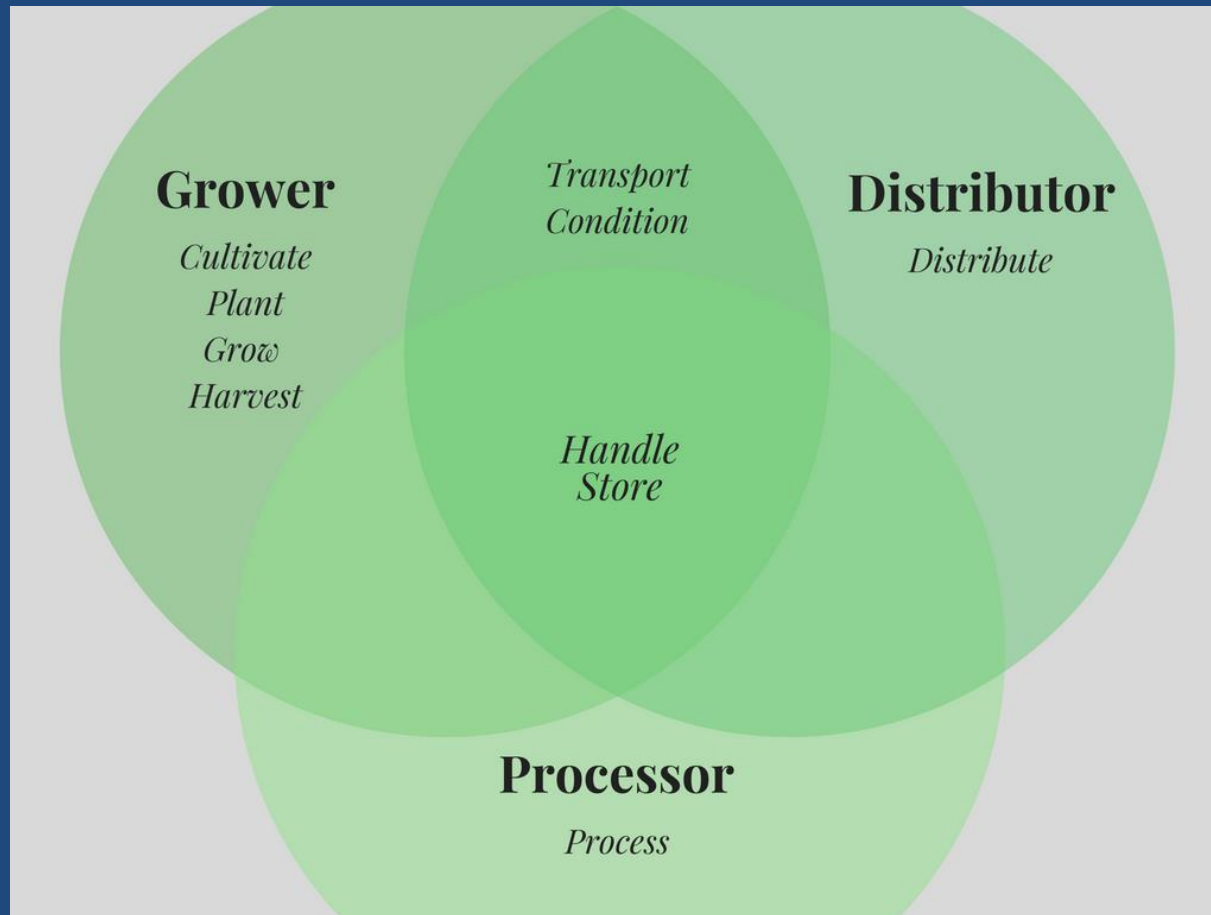 Grower
Cultivate
Plant
Grow
Harvest
Transport
Condition
Distributor
Distribute
Handle
Store
Processor
Process